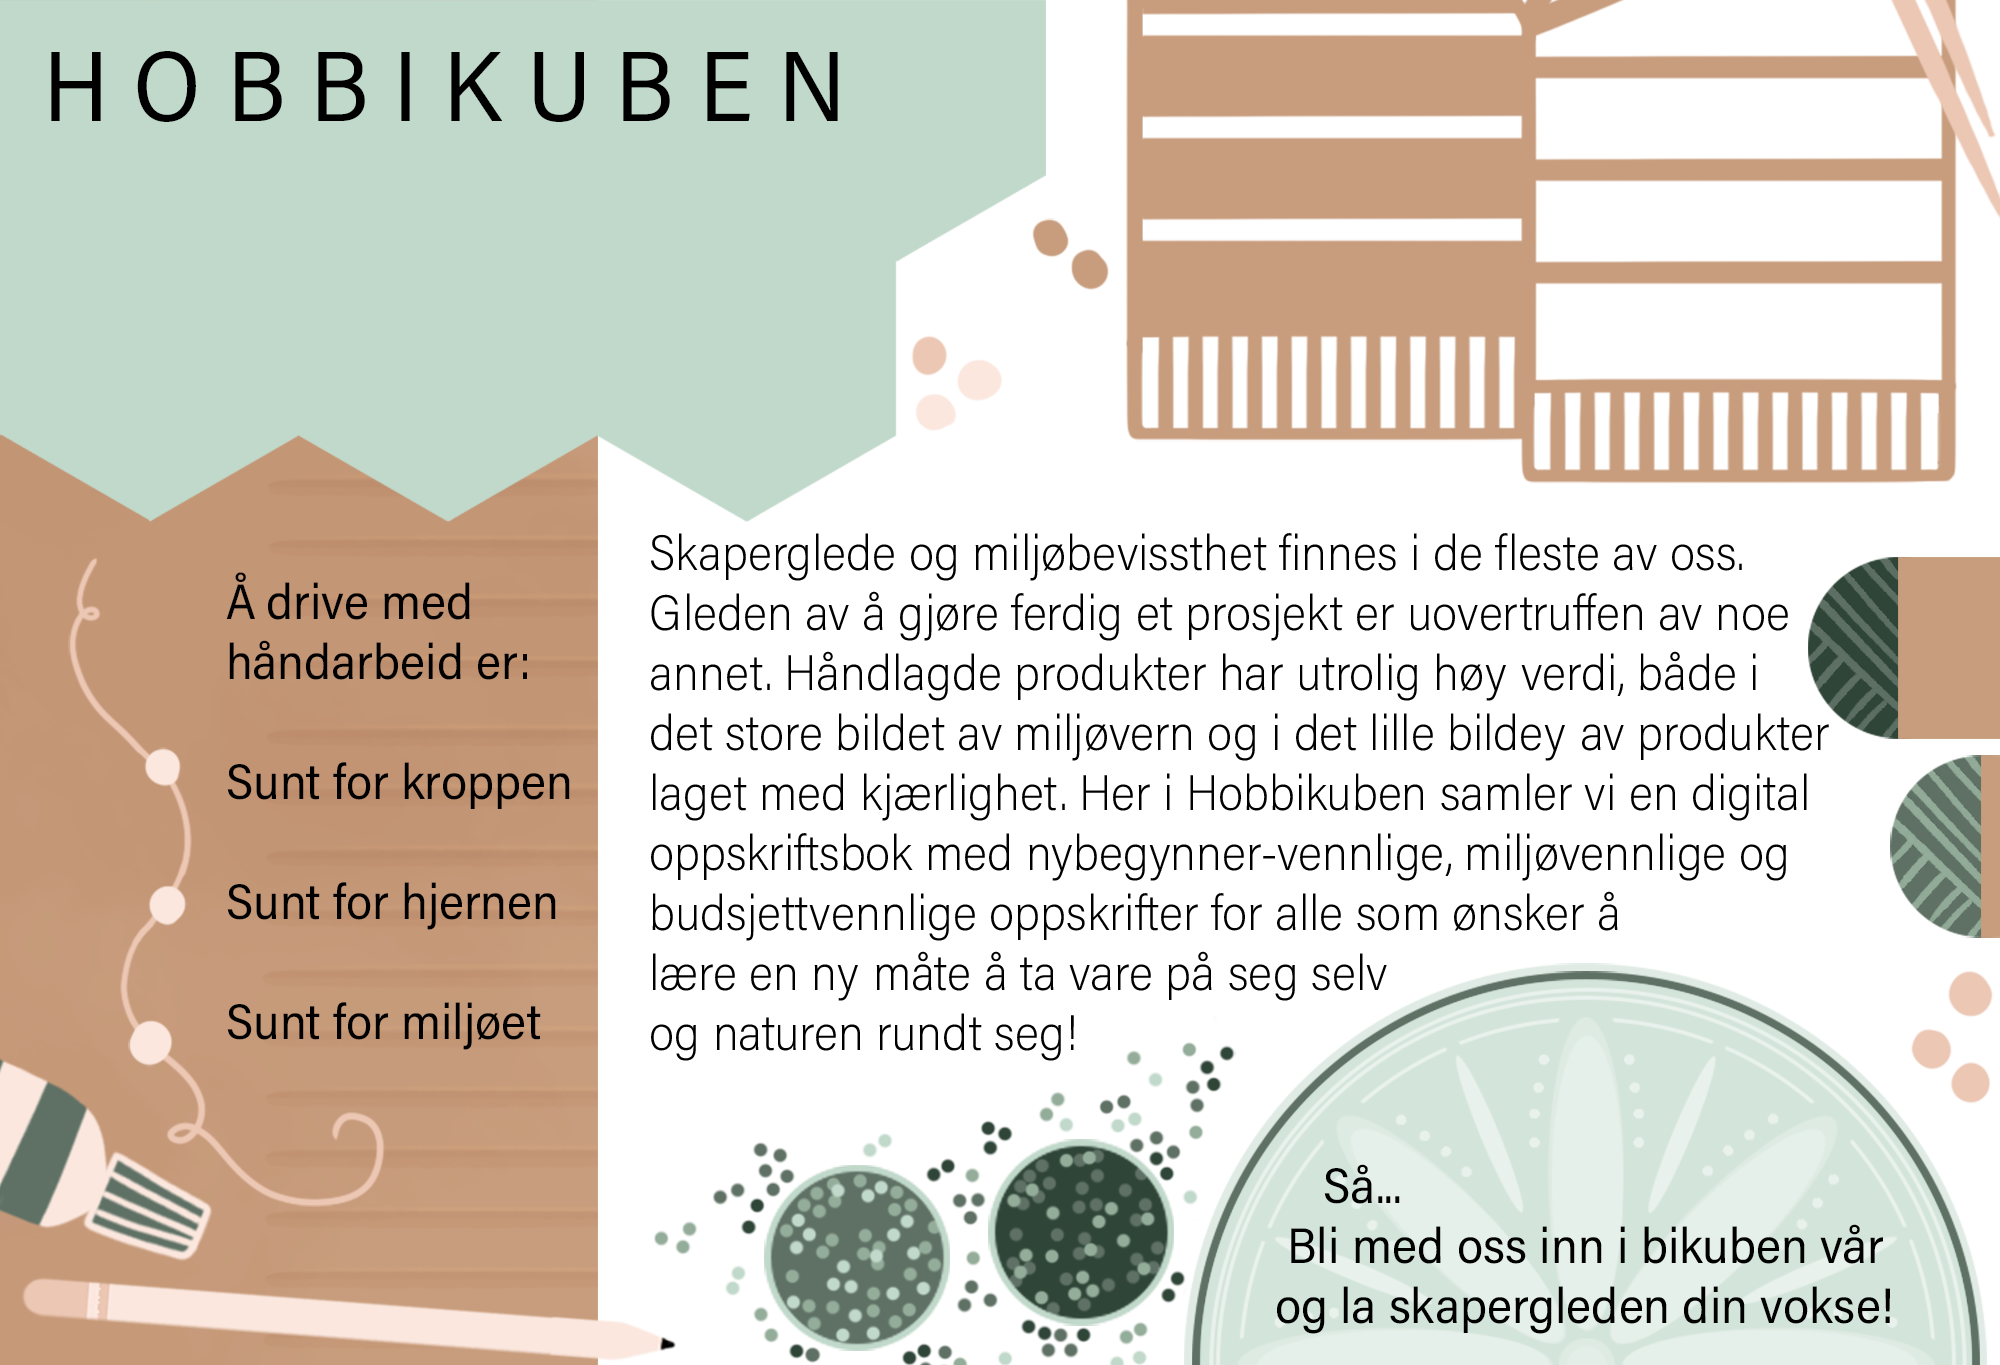 HOBBIKUBEN
Å drive med
håndarbeid er:
Sunt for kroppen
Sunt for hjernen
Sunt for miljøet
Skaperglede og miljøbevissthet finnes i de fleste av oss.
Gleden av å gjøre ferdig et prosjekt er uovertruffen av noe
annet. Håndlagde produkter har utrolig høy verdi, både i
det store bildet av miljøvern og i det lille bildey av produkter
laget med kjærlighet. Her i Hobbikuben samler vi en digital
oppskriftsbok med nybegynner-vennlige, miljøvennlige og
budsjettvennlige oppskrifter for alle som ønsker å
lære en ny måte å ta vare på seg selv
og naturen rundt seg!
Så...
Bli med oss inn i bikuben vår
og la skapergleden din vokse!